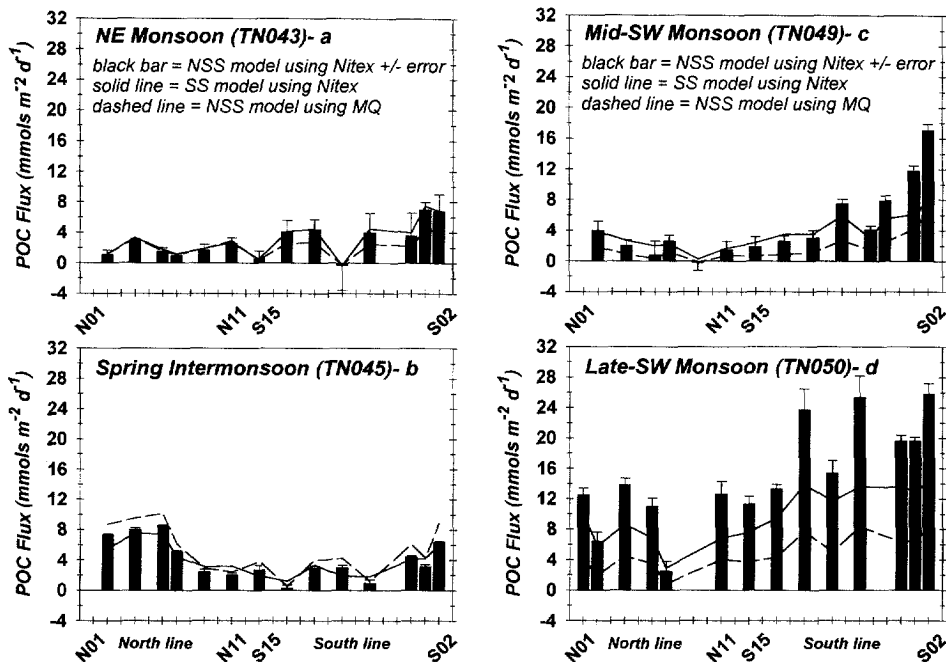 NE Monsoon (TN043)- a
black bar = NSS model using Nitex +/- error
solid line = SS model using Nitex
dashed line = NSS model using MQ
POC Flux (mmols m⁻² d⁻¹)
32
28
24
20
16
12
8
4
0
-4
N01
N11
S15
S02
Mid-SW Monsoon (TN049)- c
black bar = NSS model using Nitex +/- error
solid line = SS model using Nitex
dashed line = NSS model using MQ
POC Flux (mmols m⁻² d⁻¹)
32
28
24
20
16
12
8
4
0
-4
N01
N11
S15
S02
Spring Intermonsoon (TN045)- b
POC Flux (mmols m⁻² d⁻¹)
32
28
24
20
16
12
8
4
0
-4
N01
North line
N11
S15
South line
S02
Late-SW Monsoon (TN050)- d
POC Flux (mmols m⁻² d⁻¹)
32
28
24
20
16
12
8
4
0
-4
N01
North line
N11
S15
South line
S02